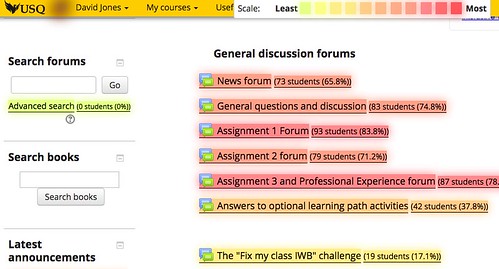 USQ David Jones My courses Usef Scale: Least Most
General discussion forums
Search forums
Go
Advanced search (0 students (0%))
News forum (73 students (65.8%))
General questions and discussion (83 students (74.8%))
Assignment 1 Forum (93 students (83.8%))
Search books
Search books
Assignment 2 forum (79 students (71.2%))
Assignment 3 and Professional Experience forum (87 students (78.
Answers to optional learning path activities (42 students (37.8%))
Latest
announcements
The "Fix my class IWB" challenge (19 students (17.1%))